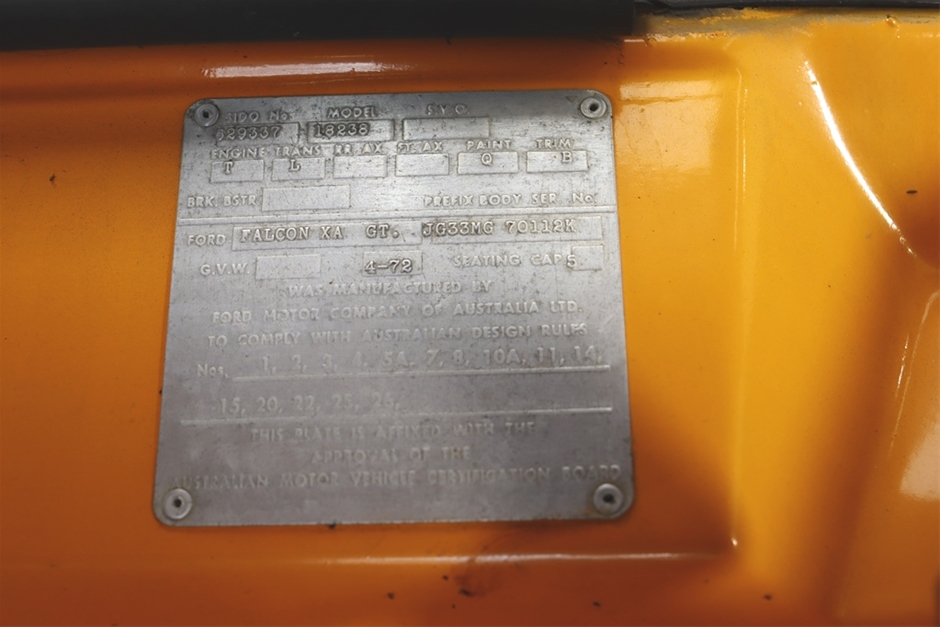 SIDO No. MODEL S.Y.C.
929337 18238
ENGINE TRANS RR.AX. FT.AX PAINT TRIM
T L Q B
BRK BSTR PREFIX BODY SER. No.
FORD FALCON XA GT. JG33MG 70112K
G.V.W. 4-72 SEATING CAP 5
WAS MANUFACTURED BY
FORD MOTOR COMPANY OF AUSTRALIA LTD.
TO COMPLY WITH AUSTRALIAN DESIGN RULES
Nos. 1, 2, 3, 4, 5A, 7, 8, 10A, 11, 14,
15, 20, 22, 25, 26,
THIS PLATE IS AFFIXED WITH THE
APPROVAL OF THE
AUSTRALIAN MOTOR VEHICLE CERTIFICATION BOARD